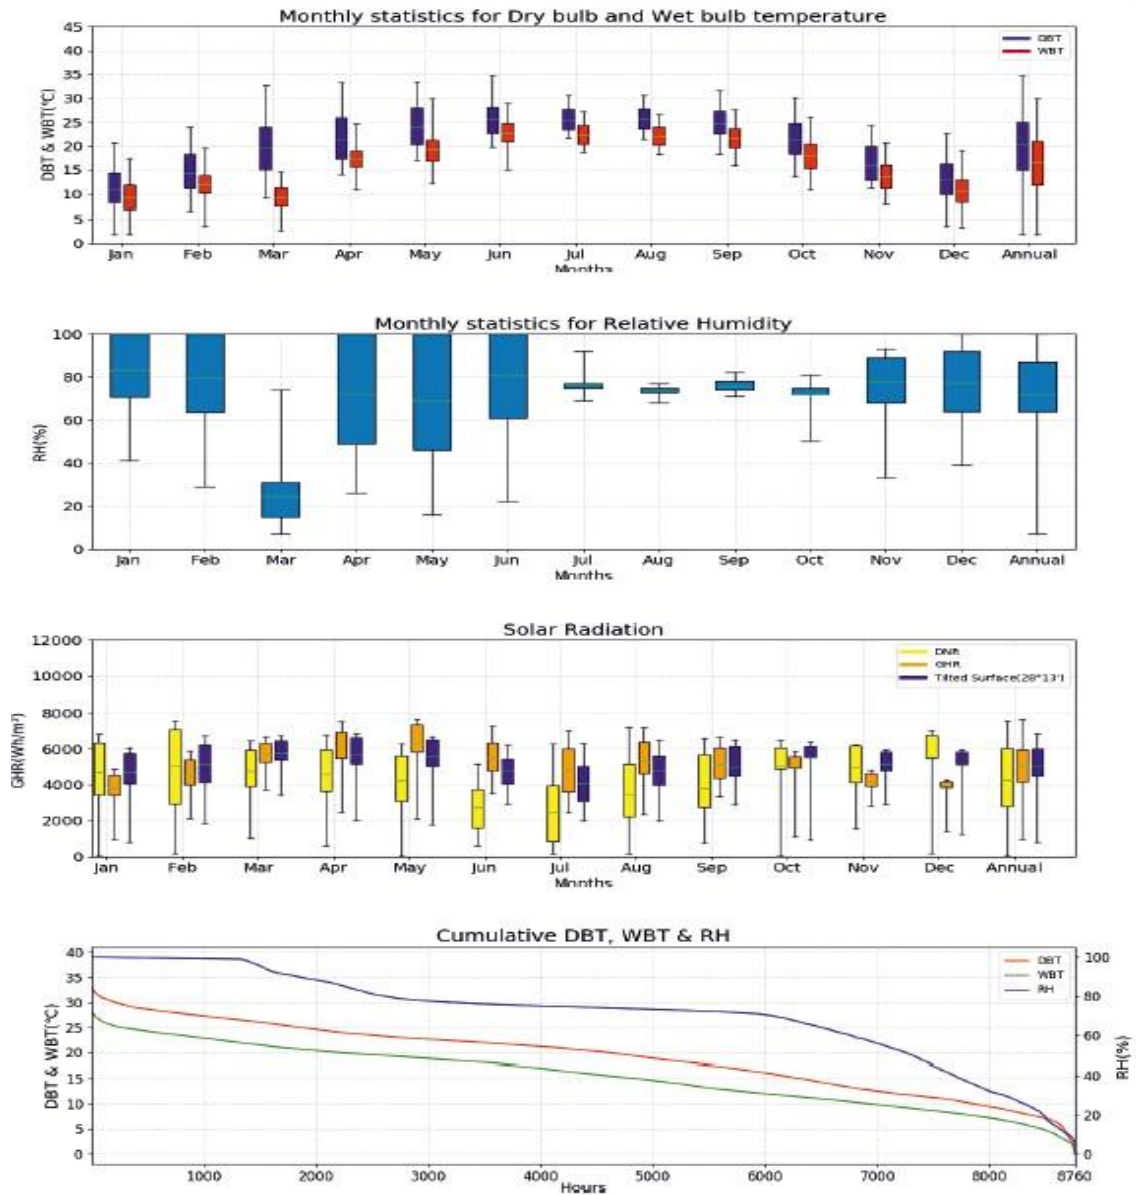 Monthly statistics for Dry bulb and Wet bulb temperature
45
40
35
30
25
20
15
10
5
0
DBT & WBT(°C)
DBT
WBT
Jan Feb Mar Apr May Jun Jul Aug Sep Oct Nov Dec Annual
Months
Monthly statistics for Relative Humidity
100
80
60
40
20
0
RH(%)
Jan Feb Mar Apr May Jun Jul Aug Sep Oct Nov Dec Annual
Months
Solar Radiation
12000
10000
8000
6000
4000
2000
0
GHR(Wh/m²)
DNR
GHR
Tilted Surface(28°13')
Jan Feb Mar Apr May Jun Jul Aug Sep Oct Nov Dec Annual
Months
Cumulative DBT, WBT & RH
40
35
30
25
20
15
10
5
0
DBT & WBT(°C)
DBT
WBT
RH
100
80
60
40
20
0
RH(%)
1000 2000 3000 4000 5000 6000 7000 8000 8760
Hours